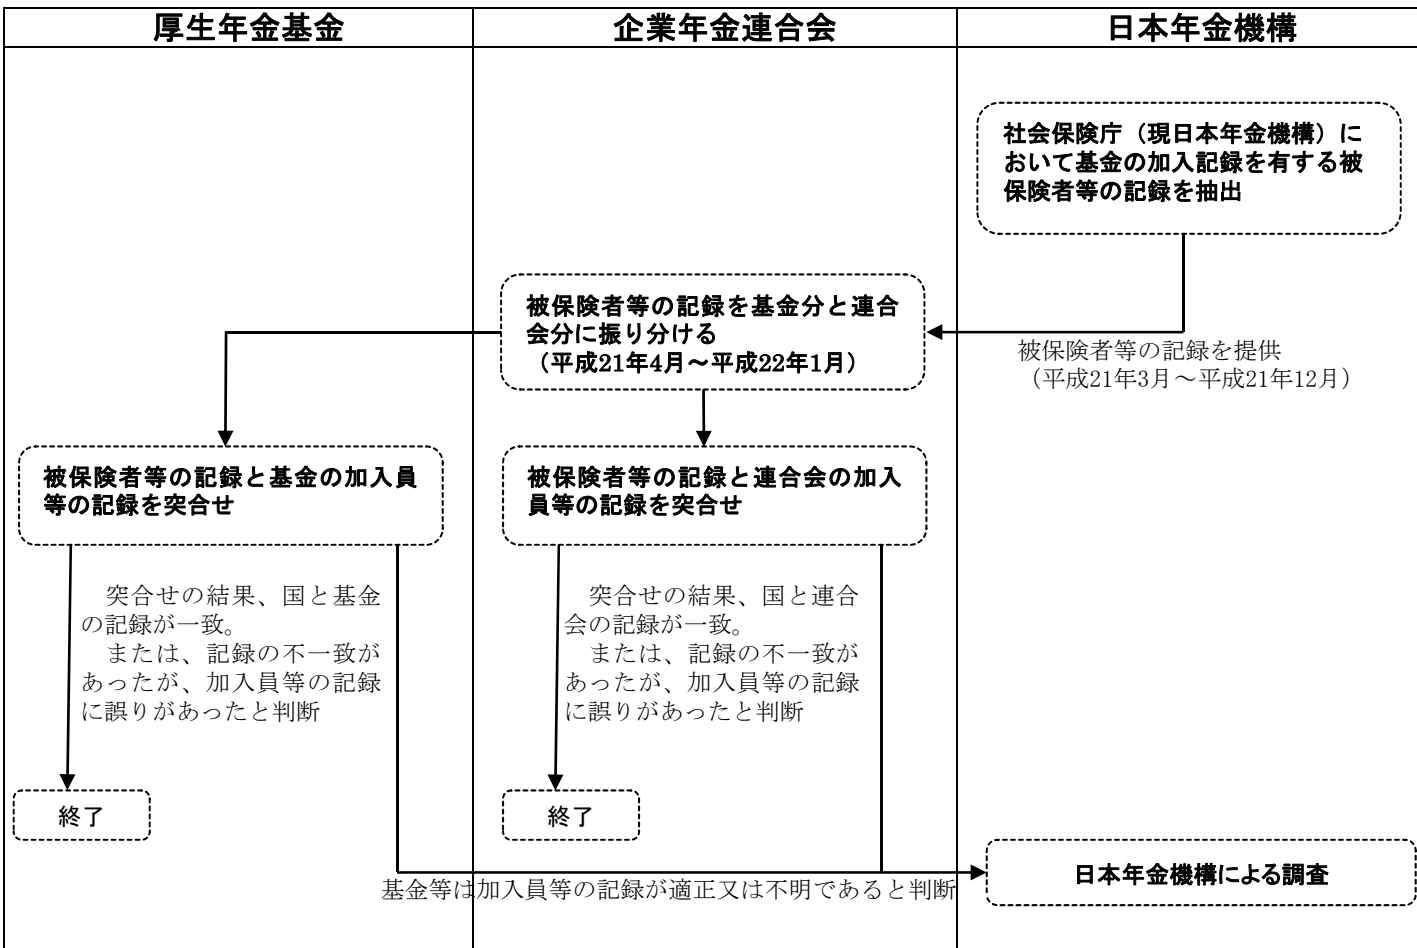 厚生年金基金
企業年金連合会
日本年金機構
社会保険庁（現日本年金機構）に
おいて基金の加入記録を有する被
保険者等の記録を抽出
被保険者等の記録を基金分と連合
会分に振り分ける
（平成21年4月～平成22年1月）
被保険者等の記録を提供
（平成21年3月～平成21年12月）
被保険者等の記録と基金の加入員
等の記録を突合せ
被保険者等の記録と連合会の加入
員等の記録を突合せ
突合せの結果、国と基金
の記録が一致。
または、記録の不一致が
あったが、加入員等の記録
に誤りがあったと判断
突合せの結果、国と連合
会の記録が一致。
または、記録の不一致が
あったが、加入員等の記録
に誤りがあったと判断
終了
終了
日本年金機構による調査
基金等は加入員等の記録が適正又は不明であると判断